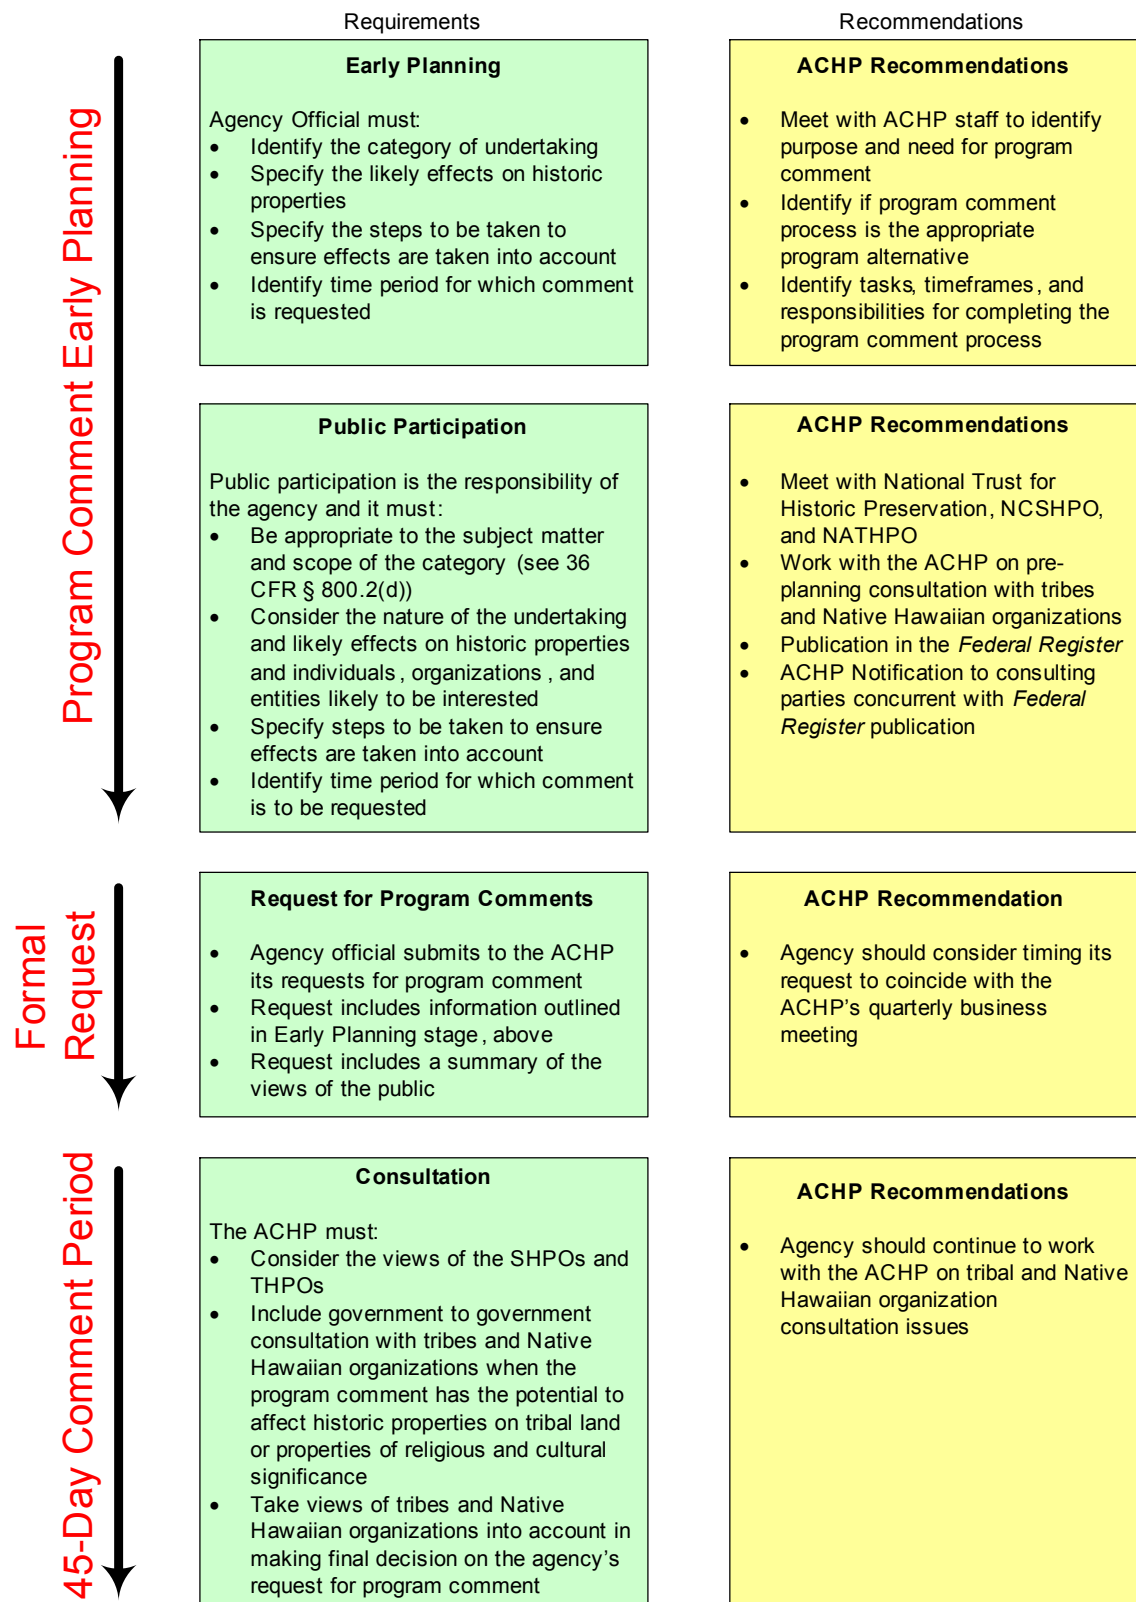 Requirements
Recommendations
Program Comment Early Planning
Early Planning
Agency Official must:
• Identify the category of undertaking
• Specify the likely effects on historic
properties
• Specify the steps to be taken to
ensure effects are taken into account
• Identify time period for which comment
is requested
ACHP Recommendations
• Meet with ACHP staff to identify
purpose and need for program
comment
• Identify if program comment
process is the appropriate
program alternative
• Identify tasks, timeframes, and
responsibilities for completing the
program comment process
Public Participation
Public participation is the responsibility of
the agency and it must:
• Be appropriate to the subject matter
and scope of the category (see 36
CFR § 800.2(d))
• Consider the nature of the undertaking
and likely effects on historic properties
and individuals, organizations, and
entities likely to be interested
• Specify steps to be taken to ensure
effects are taken into account
• Identify time period for which comment
is to be requested
ACHP Recommendations
• Meet with National Trust for
Historic Preservation, NCSHPO,
and NATHPO
• Work with the ACHP on pre-
planning consultation with tribes
and Native Hawaiian organizations
• Publication in the Federal Register
• ACHP Notification to consulting
parties concurrent with Federal
Register publication
Formal
Request
Request for Program Comments
• Agency official submits to the ACHP
its requests for program comment
• Request includes information outlined
in Early Planning stage, above
• Request includes a summary of the
views of the public
ACHP Recommendation
• Agency should consider timing its
request to coincide with the
ACHP's quarterly business
meeting
45-Day Comment Period
Consultation
The ACHP must:
• Consider the views of the SHPOs and
THPOs
• Include government to government
consultation with tribes and Native
Hawaiian organizations when the
program comment has the potential to
affect historic properties on tribal land
or properties of religious and cultural
significance
• Take views of tribes and Native
Hawaiian organizations into account in
making final decision on the agency's
request for program comment
ACHP Recommendations
• Agency should continue to work
with the ACHP on tribal and Native
Hawaiian organization
consultation issues